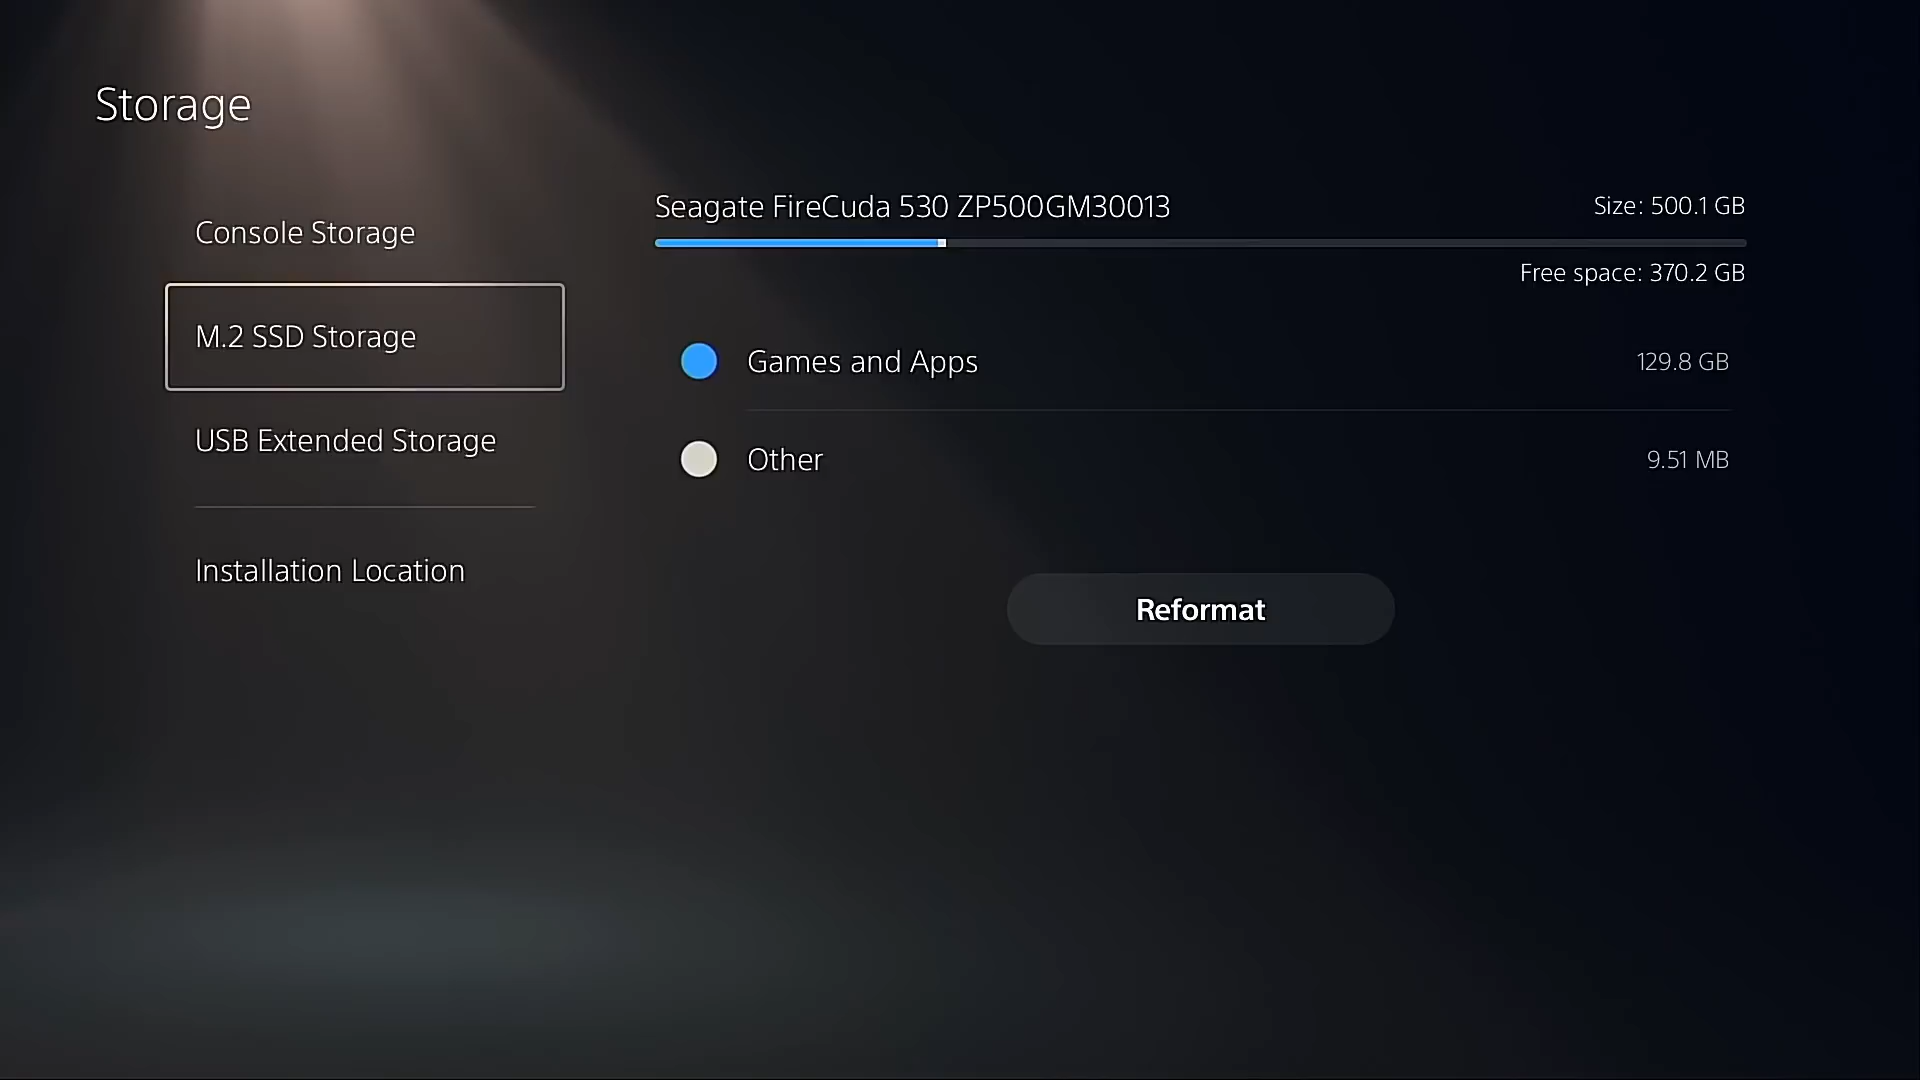 Storage
Console Storage
M.2 SSD Storage
USB Extended Storage
Installation Location
Seagate FireCuda 530 ZP500GM30013
Size: 500.1 GB
Free space: 370.2 GB
Games and Apps
129.8 GB
Other
9.51 MB
Reformat